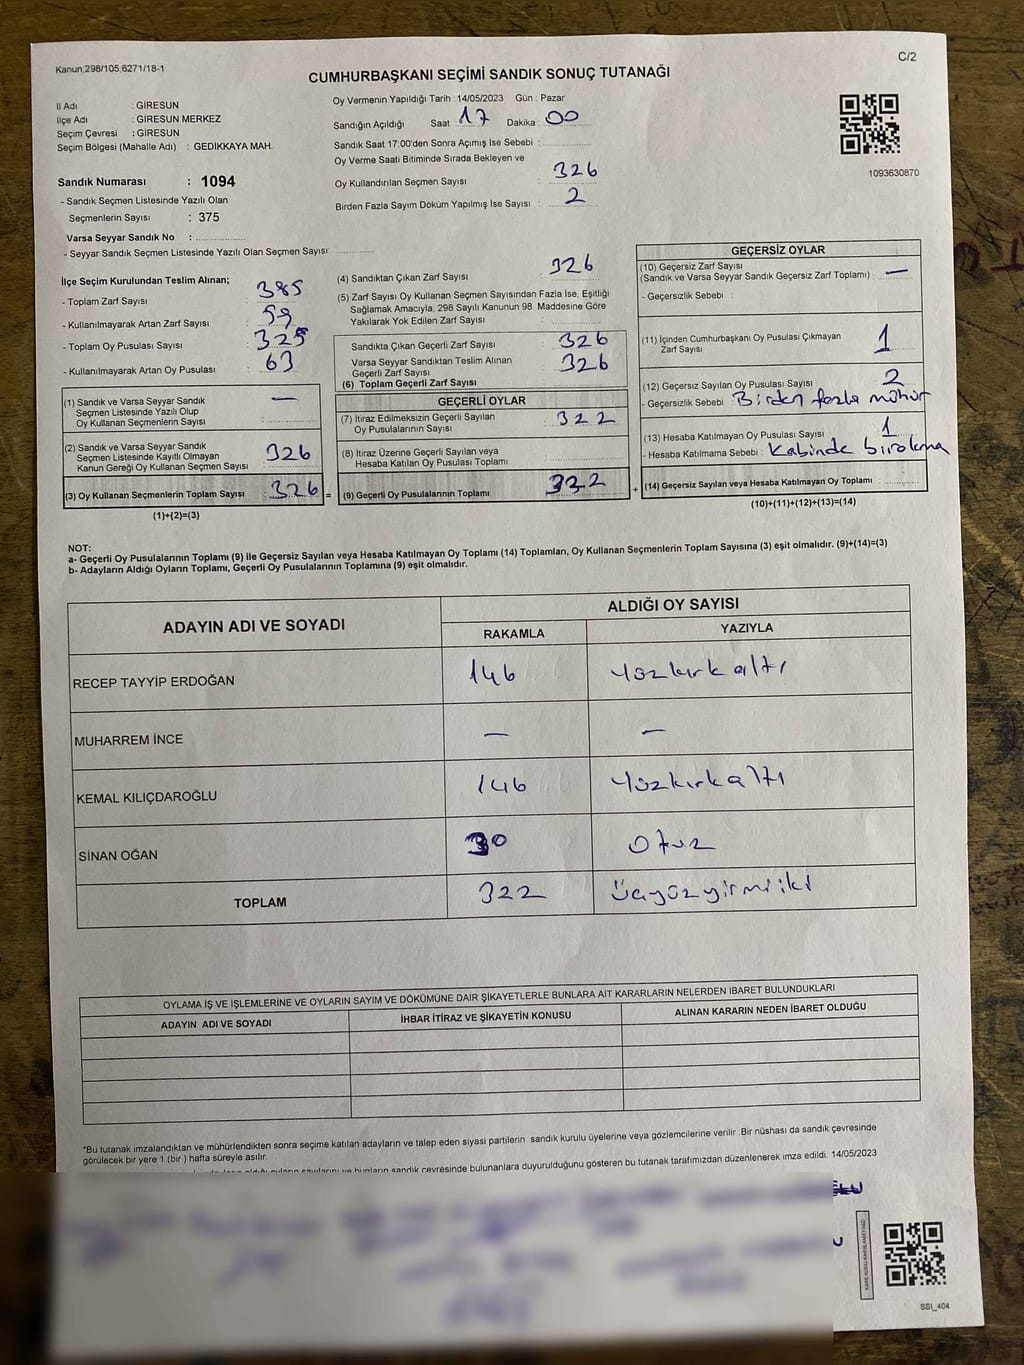 Kanun,298/105,6271/18-1
C/2
CUMHURBAŞKANI SEÇİMİ SANDIK SONUÇ TUTANAĞI
İl Adı : GİRESUN
İlçe Adı : GİRESUN MERKEZ
Seçim Çevresi : GİRESUN
Seçim Bölgesi (Mahalle Adı) : GEDİKKAYA MAH.
Sandık Numarası : 1094
- Sandık Seçmen Listesinde Yazılı Olan
Seçmenlerin Sayısı : 375
Varsa Seyyar Sandık No :
- Seyyar Sandık Seçmen Listesinde Yazılı Olan Seçmen Sayısı:
Oy Vermenin Yapıldığı Tarih : 14/05/2023 Gün : Pazar
Sandığın Açıldığı Saat 17 Dakika : 00
Sandık Saat 17:00'den Sonra Açımış İse Sebebi :
Oy Verme Saati Bitiminde Sırada Bekleyen ve
Oy Kullandırılan Seçmen Sayısı : 326
Birden Fazla Sayım Döküm Yapılmış İse Sayısı : 2
1093630870
İlçe Seçim Kurulundan Teslim Alınan;
- Toplam Zarf Sayısı : 385
- Kullanılmayarak Artan Zarf Sayısı : 59
- Toplam Oy Pusulası Sayısı :
- Kullanılmayarak Artan Oy Pusulası : 63
(1) Sandık ve Varsa Seyyar Sandık
Seçmen Listesinde Yazılı Olup
Oy Kullanan Seçmenlerin Sayısı : —
(2) Sandık ve Varsa Seyyar Sandık
Seçmen Listesinde Kayıtlı Olmayan
Kanun Gereği Oy Kullanan Seçmen Sayısı 326
(3) Oy Kullanan Seçmenlerin Toplam Sayısı : 326 =
(1)+(2)=(3)
(4) Sandıktan Çıkan Zarf Sayısı : 326
(5) Zarf Sayısı Oy Kullanan Seçmen Sayısından Fazla İse, Eşitliği
Sağlamak Amacıyla, 298 Sayılı Kanunun 98. Maddesine Göre
Yakılarak Yok Edilen Zarf Sayısı :
Sandıkta Çıkan Geçerli Zarf Sayısı : 326
Varsa Seyyar Sandıktan Teslim Alınan
Geçerli Zarf Sayısı : 326
(6) Toplam Geçerli Zarf Sayısı
GEÇERLİ OYLAR
(7) İtiraz Edilmeksizin Geçerli Sayılan
Oy Pusulalarının Sayısı : 322
(8) İtiraz Üzerine Geçerli Sayılan veya
Hesaba Katılan Oy Pusulası Toplamı :
(9) Geçerli Oy Pusulalarının Toplamı : 322 +
GEÇERSİZ OYLAR
(10) Geçersiz Zarf Sayısı
(Sandık ve Varsa Seyyar Sandık Geçersiz Zarf Toplamı) : —
- Geçersizlik Sebebi :
(11) İçinden Cumhurbaşkanı Oy Pusulası Çıkmayan
Zarf Sayısı : 1
(12) Geçersiz Sayılan Oy Pusulası Sayısı : 2
- Geçersizlik Sebebi : Birden fazla mühür
(13) Hesaba Katılmayan Oy Pusulası Sayısı : 1
- Hesaba Katılmama Sebebi : Kabinde bırakma
(14) Geçersiz Sayılan veya Hesaba Katılmayan Oy Toplamı :
(10)+(11)+(12)+(13)=(14)
NOT:
a- Geçerli Oy Pusulalarının Toplamı (9) ile Geçersiz Sayılan veya Hesaba Katılmayan Oy Toplamı (14) Toplamları, Oy Kullanan Seçmenlerin Toplam Sayısına (3) eşit olmalıdır. (9)+(14)=(3)
b- Adayların Aldığı Oyların Toplamı, Geçerli Oy Pusulalarının Toplamına (9) eşit olmalıdır.
ADAYIN ADI VE SOYADI
ALDIĞI OY SAYISI
RAKAMLA YAZIYLA
RECEP TAYYİP ERDOĞAN 146 Yüzkırkaltı
MUHARREM İNCE — —
KEMAL KILIÇDAROĞLU 146 Yüzkırkaltı
SİNAN OĞAN 30 Otuz
TOPLAM 322 Üçyüzyirmiiki
OYLAMA İŞ VE İŞLEMLERİNE VE OYLARIN SAYIM VE DÖKÜMÜNE DAİR ŞİKAYETLERLE BUNLARA AİT KARARLARIN NELERDEN İBARET BULUNDUKLARI
ADAYIN ADI VE SOYADI İHBAR İTİRAZ VE ŞİKAYETİN KONUSU ALINAN KARARIN NEDEN İBARET OLDUĞU
*Bu tutanak imzalandıktan ve mühürlendikten sonra seçime katılan adayların ve talep eden siyasi partilerin sandık kurulu üyelerine veya gözlemcilerine verilir. Bir nüshası da sandık çevresinde
görülecek bir yere 1 (bir) hafta süreyle asılır.
sayılarını ve bunların sandık çevresinde bulunanlara duyurulduğunu gösteren bu tutanak tarafımızdan düzenlenerek imza edildi. 14/05/2023
SSI_404